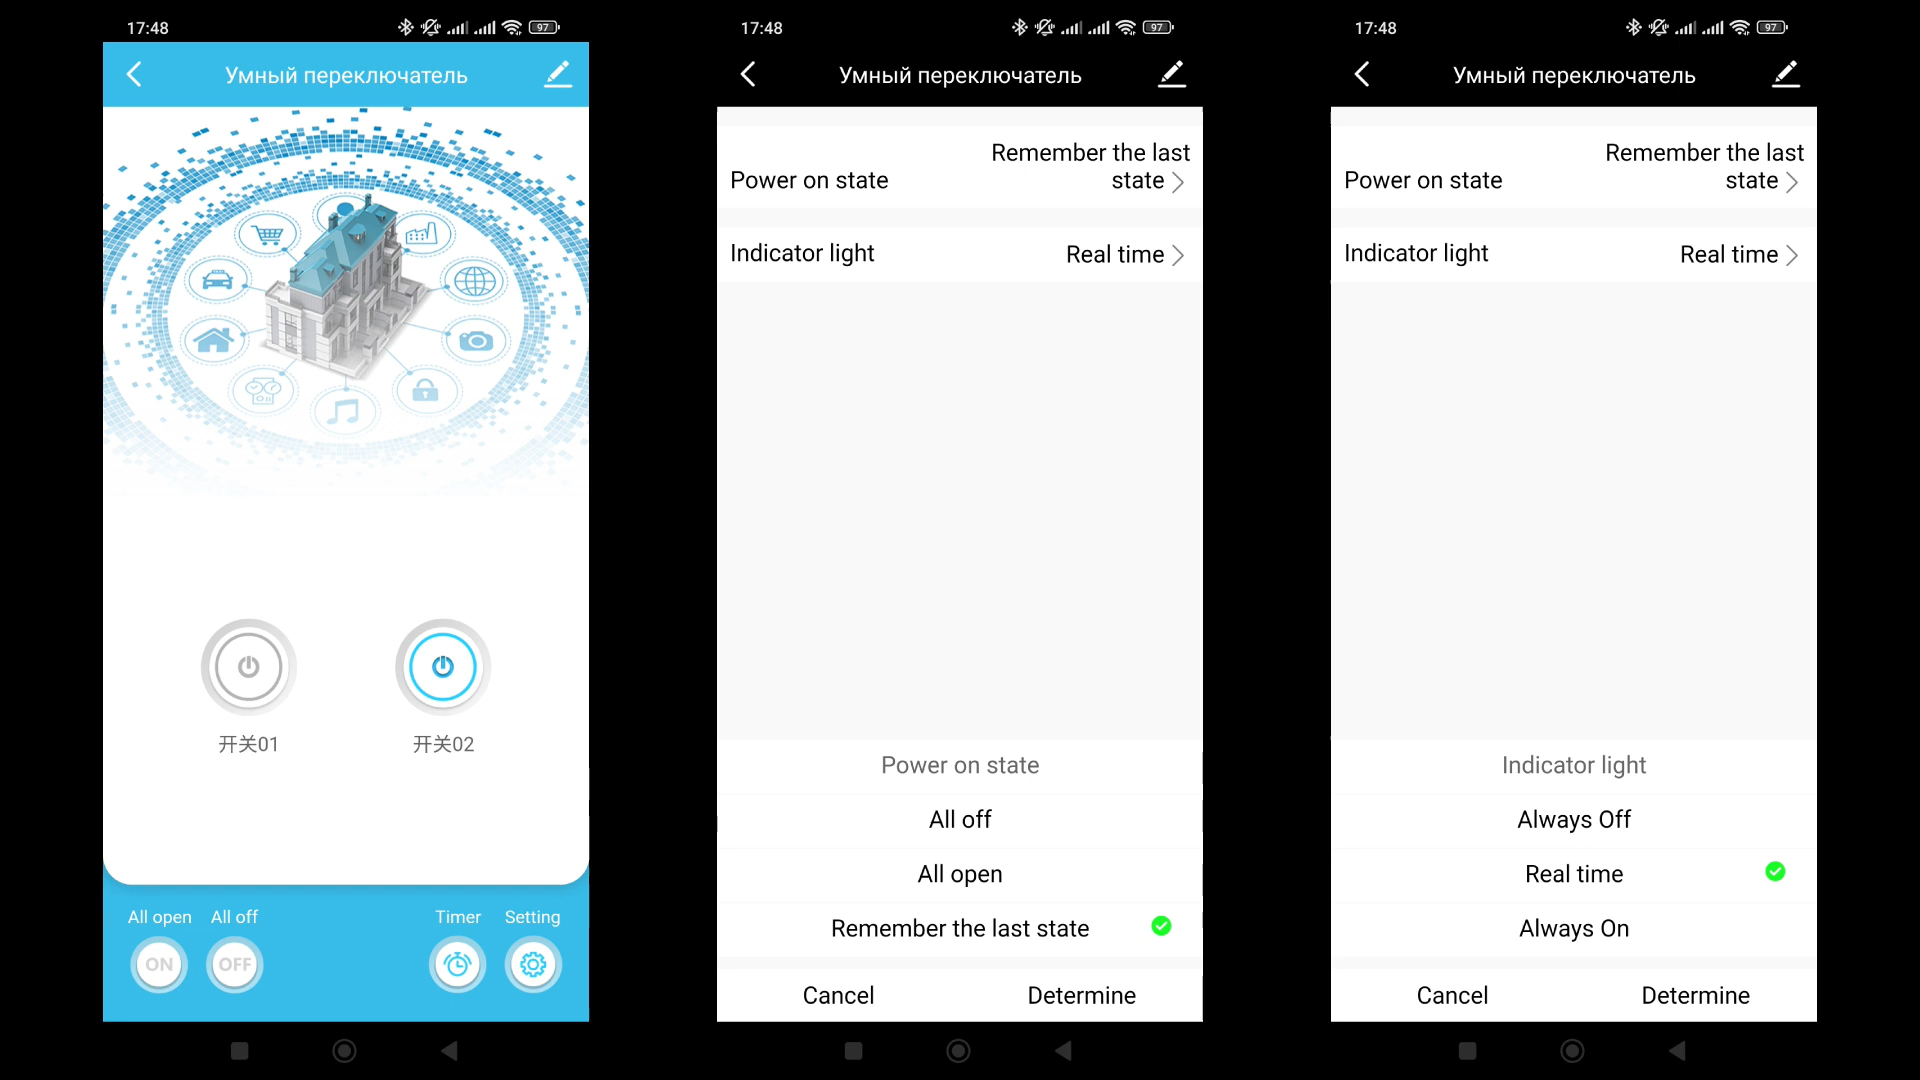 17:48
97
Умный переключатель
开关01
开关02
All open
All off
Timer
Setting
ON
OFF
17:48
97
Умный переключатель
Power on state
Remember the last
state
Indicator light
Real time
Power on state
All off
All open
Remember the last state
Cancel
Determine
17:48
97
Умный переключатель
Power on state
Remember the last
state
Indicator light
Real time
Indicator light
Always Off
Real time
Always On
Cancel
Determine